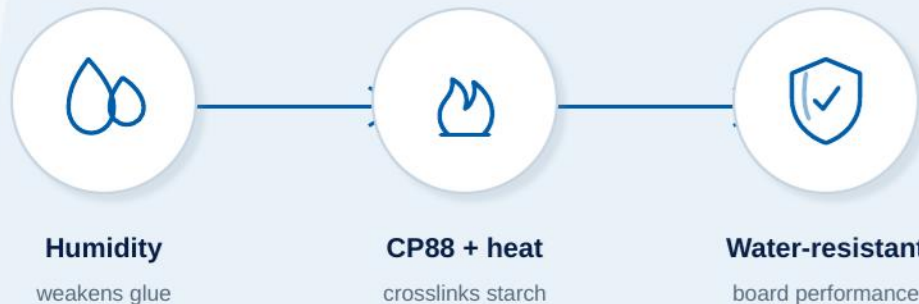 Humidity
CP88 + heat
Water-resistant
weakens glue
crosslinks starch
board performance